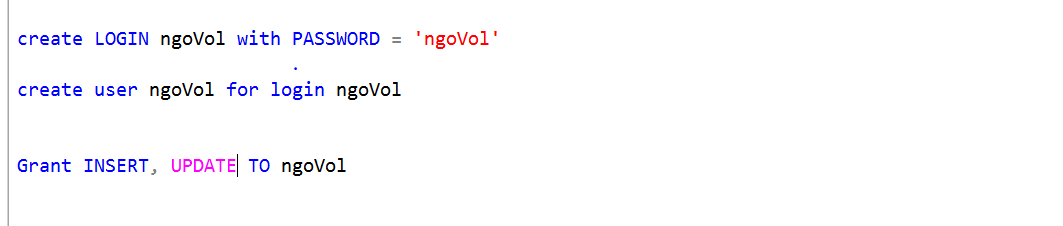 create LOGIN ngoVol with PASSWORD = 'ngoVol'
.
create user ngoVol for login ngoVol
Grant INSERT, UPDATE TO ngoVol